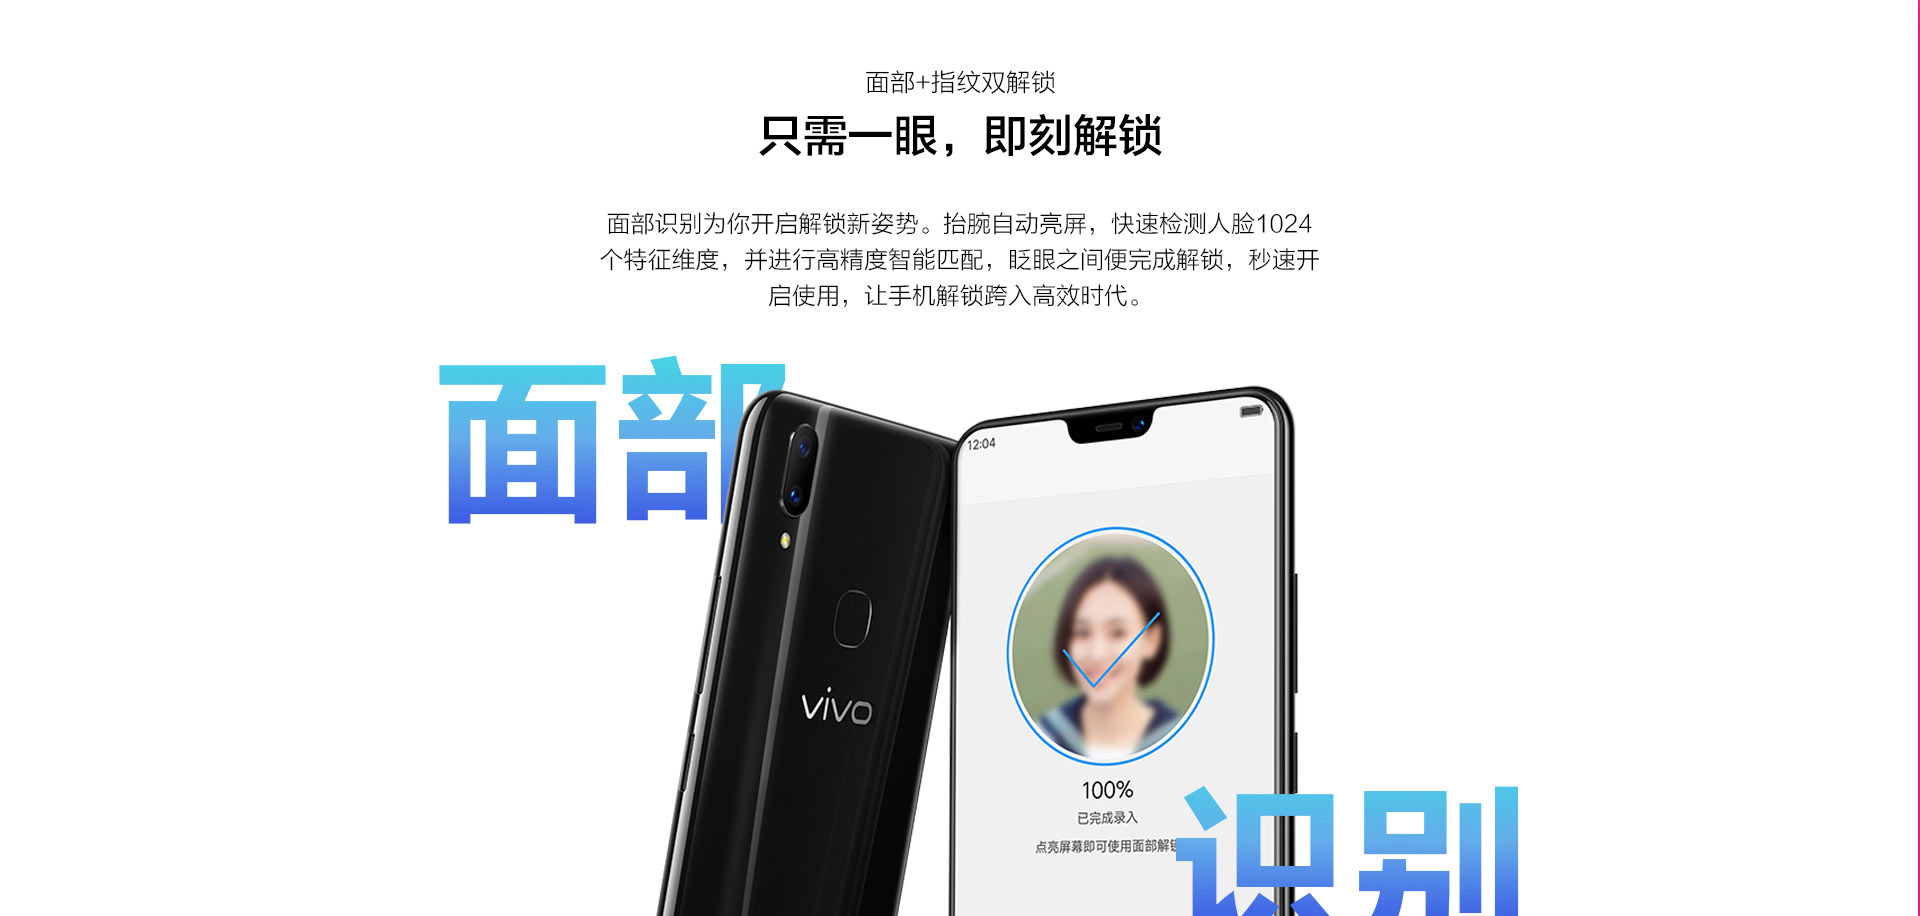 面部+指纹双解锁
只需一眼，即刻解锁
面部识别为你开启解锁新姿势。抬腕自动亮屏，快速检测人脸1024
个特征维度，并进行高精度智能匹配，眨眼之间便完成解锁，秒速开
启使用，让手机解锁跨入高效时代。
面部
12:04
vivo
100%
已完成录入
点亮屏幕即可使用面部解锁
识别